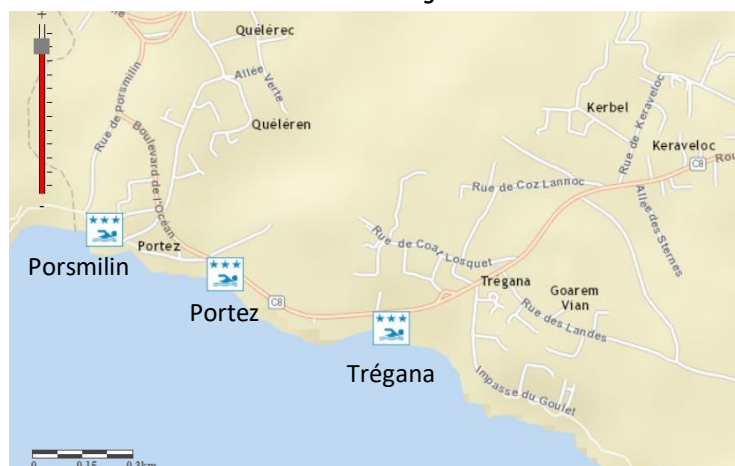 Quélérec
Allée Verte
Rue de Porsmilin
Quéléren
Boulevard de l'Océan
Kerbel
Rue de Keraveloc
Keraveloc
C8
Rou
Rue de Coz Lannoc
Allée des Sternes
Portez
Porsmilin
Rue de Coat Losquet
Trégana
Goarem
Vian
Portez
C8
Rue des Landes
Trégana
Impasse du Goulet
0 0.15 0.3km